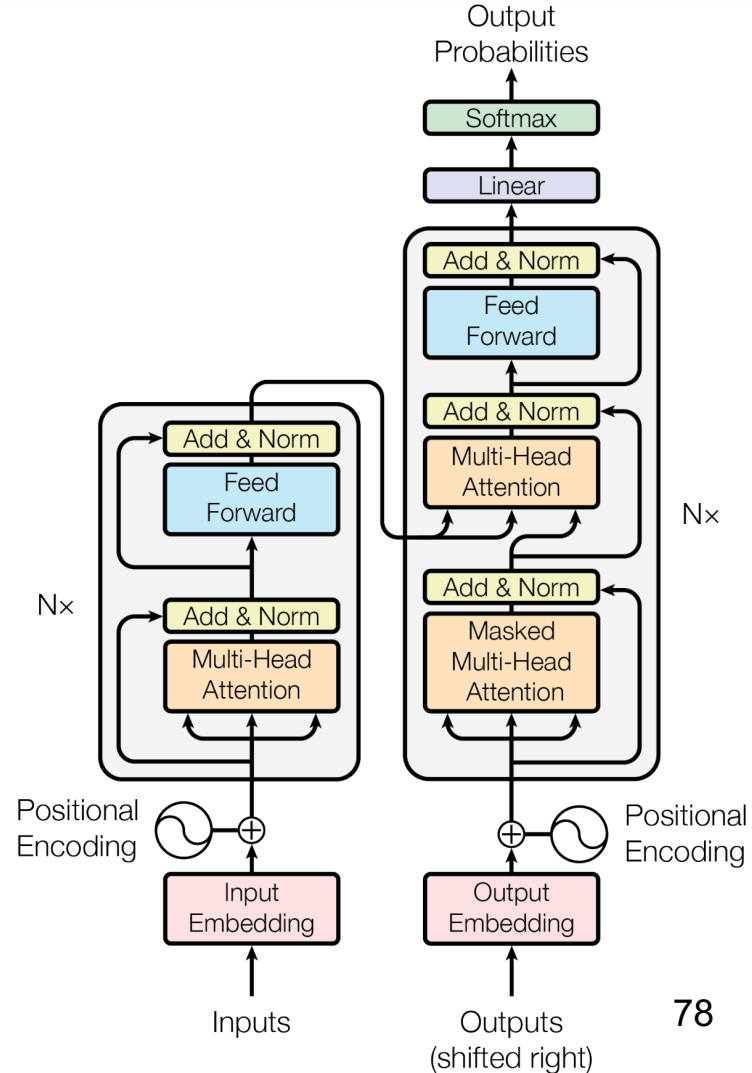 Output
Probabilities
Softmax
Linear
Add & Norm
Feed
Forward
Add & Norm
Multi-Head
Attention
Nx
Add & Norm
Masked
Multi-Head
Attention
Add & Norm
Feed
Forward
Nx
Add & Norm
Multi-Head
Attention
Positional
Encoding
Positional
Encoding
Input
Embedding
Output
Embedding
Inputs
Outputs
(shifted right)
78